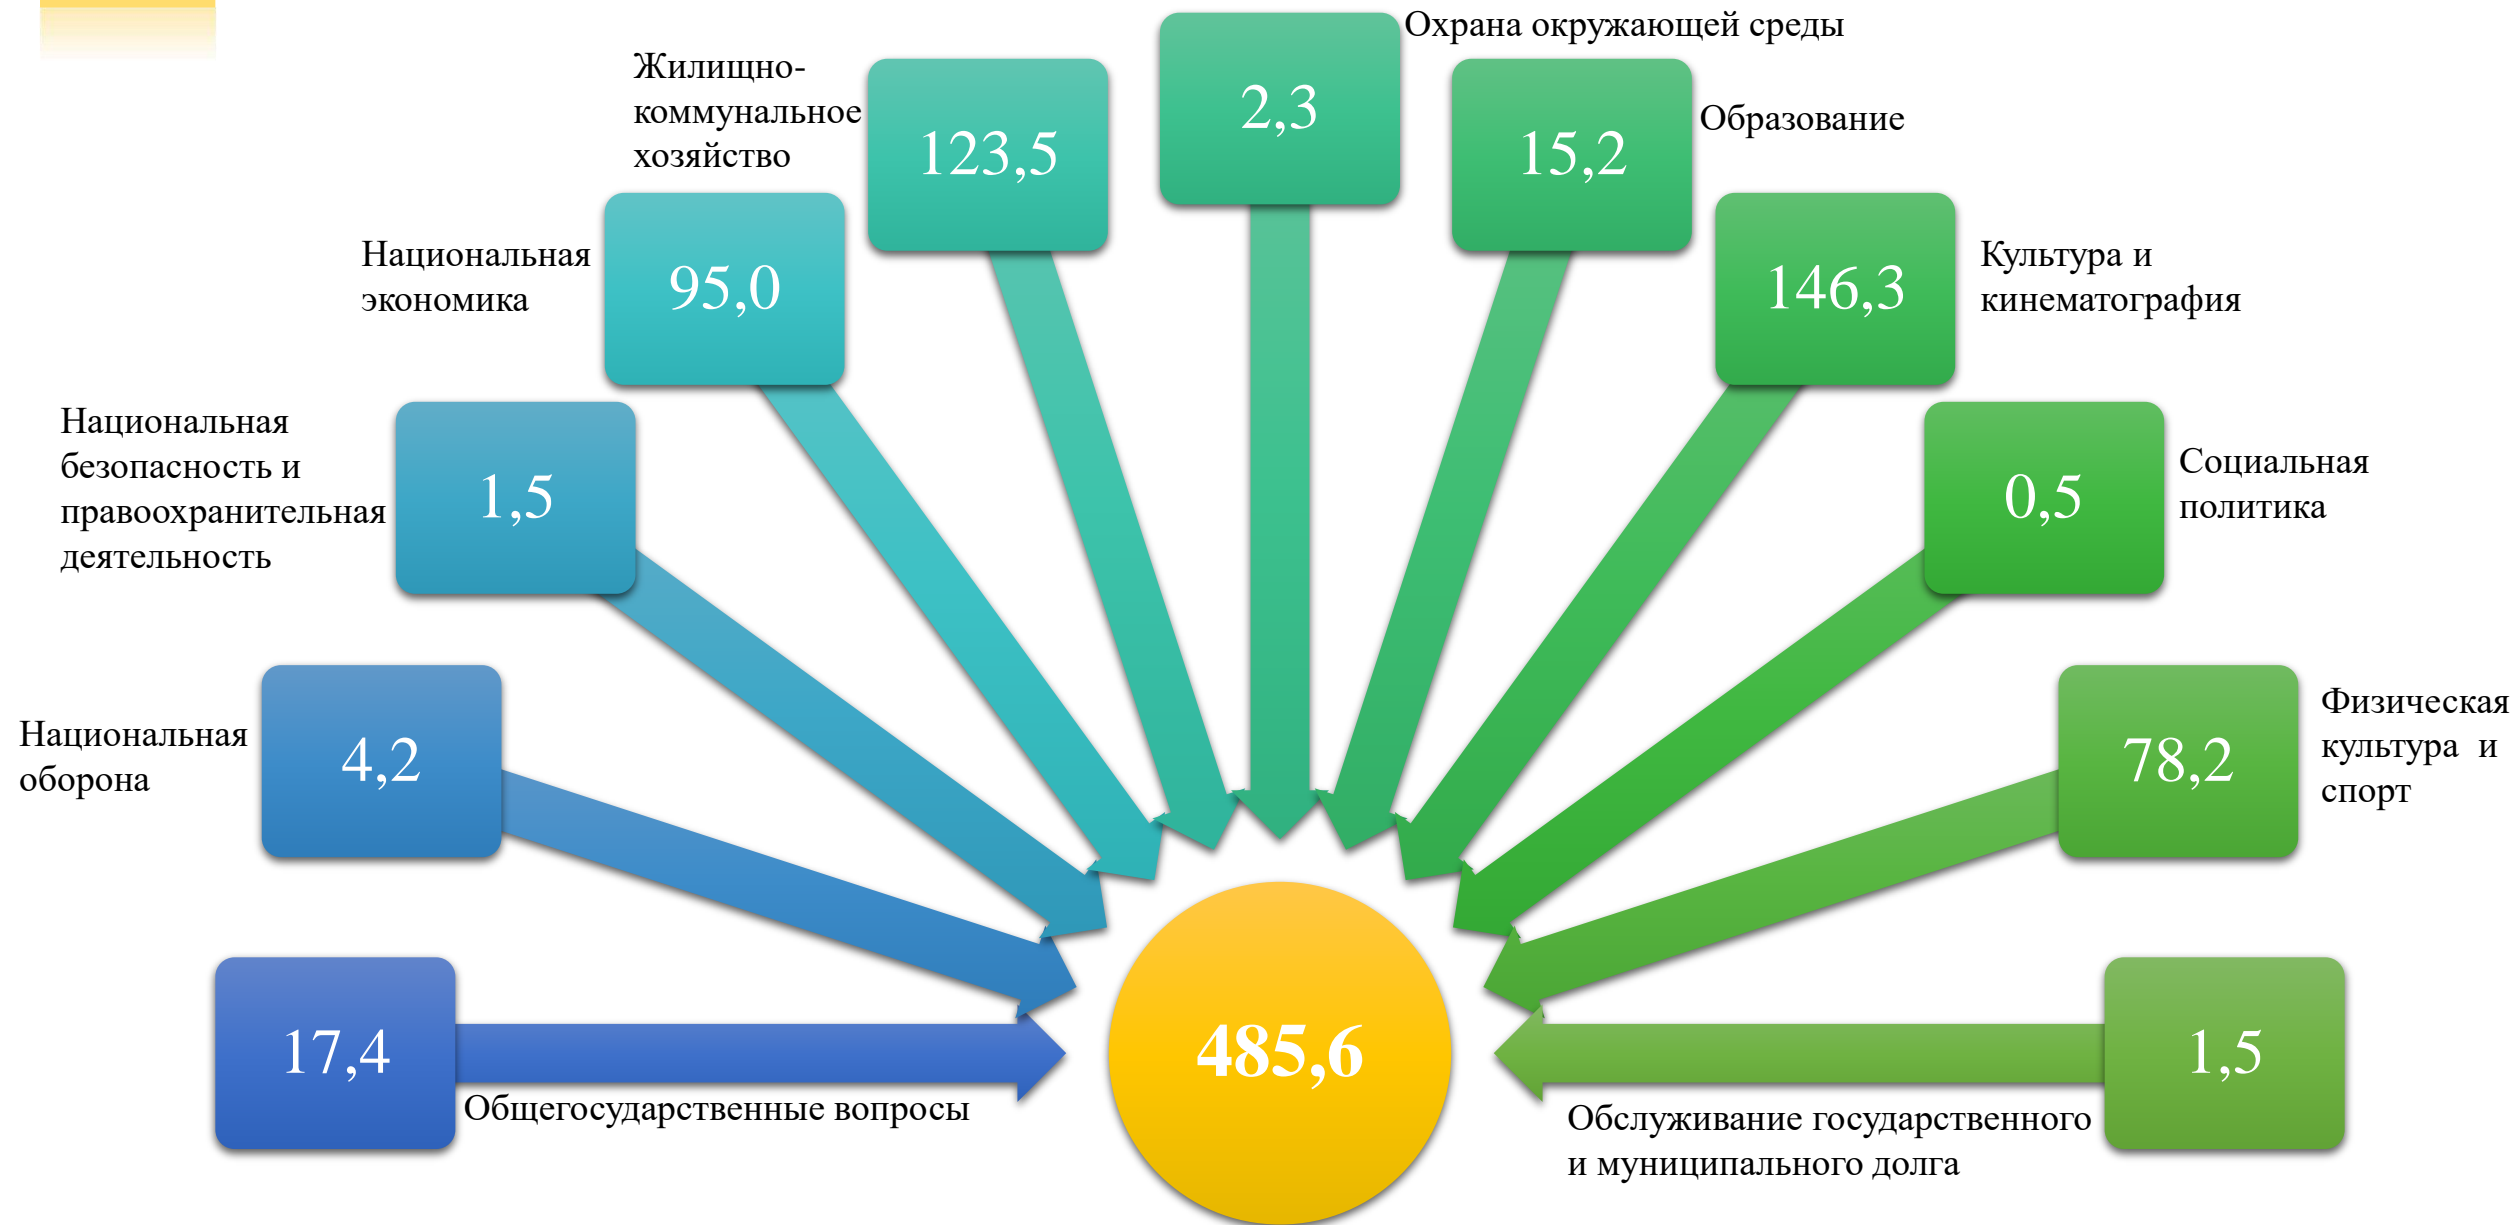 Общегосударственные вопросы
17,4
Национальная
оборона
4,2
Национальная
безопасность и
правоохранительная
деятельность
1,5
Национальная
экономика
95,0
Жилищно-
коммунальное
хозяйство
123,5
Охрана окружающей среды
2,3
Образование
15,2
Культура и
кинематография
146,3
Социальная
политика
0,5
Физическая
культура и
спорт
78,2
Обслуживание государственного
и муниципального долга
1,5
485,6